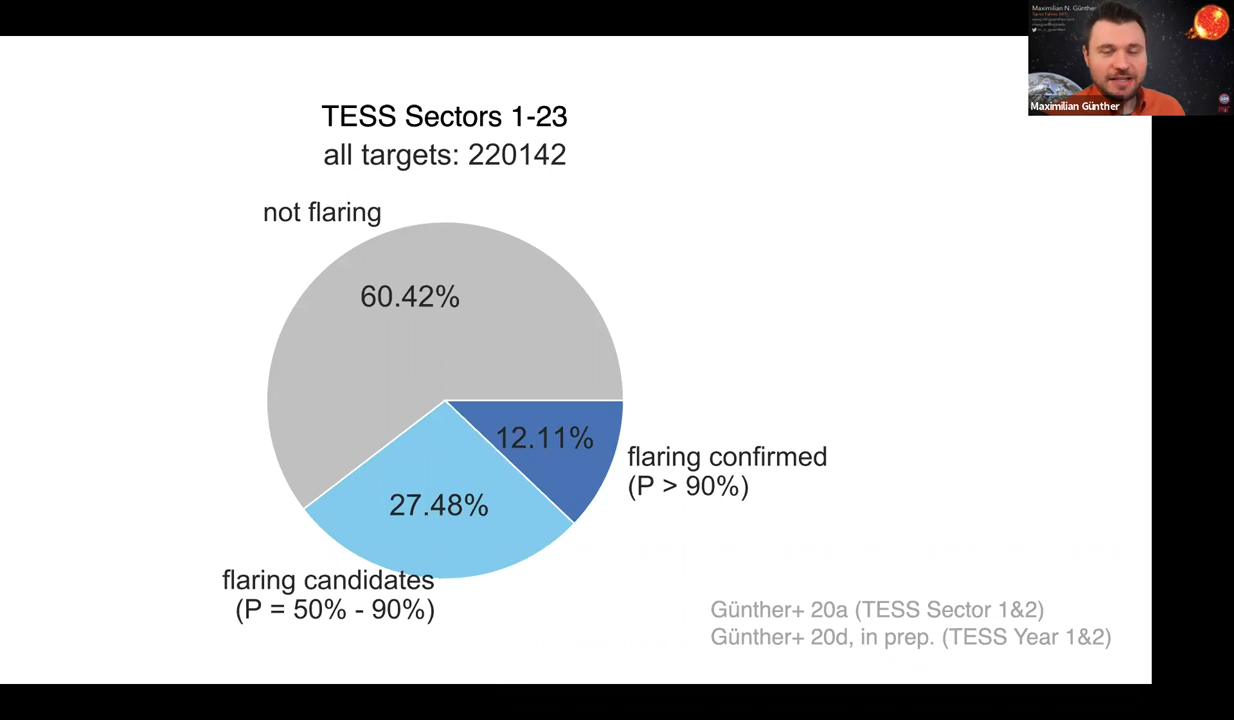 Maximilian N. Günther
Maximilian Günther
TESS Sectors 1-23
all targets: 220142
not flaring
60.42%
12.11%
flaring confirmed
(P > 90%)
27.48%
flaring candidates
(P = 50% - 90%)
Günther+ 20a (TESS Sector 1&2)
Günther+ 20d, in prep. (TESS Year 1&2)